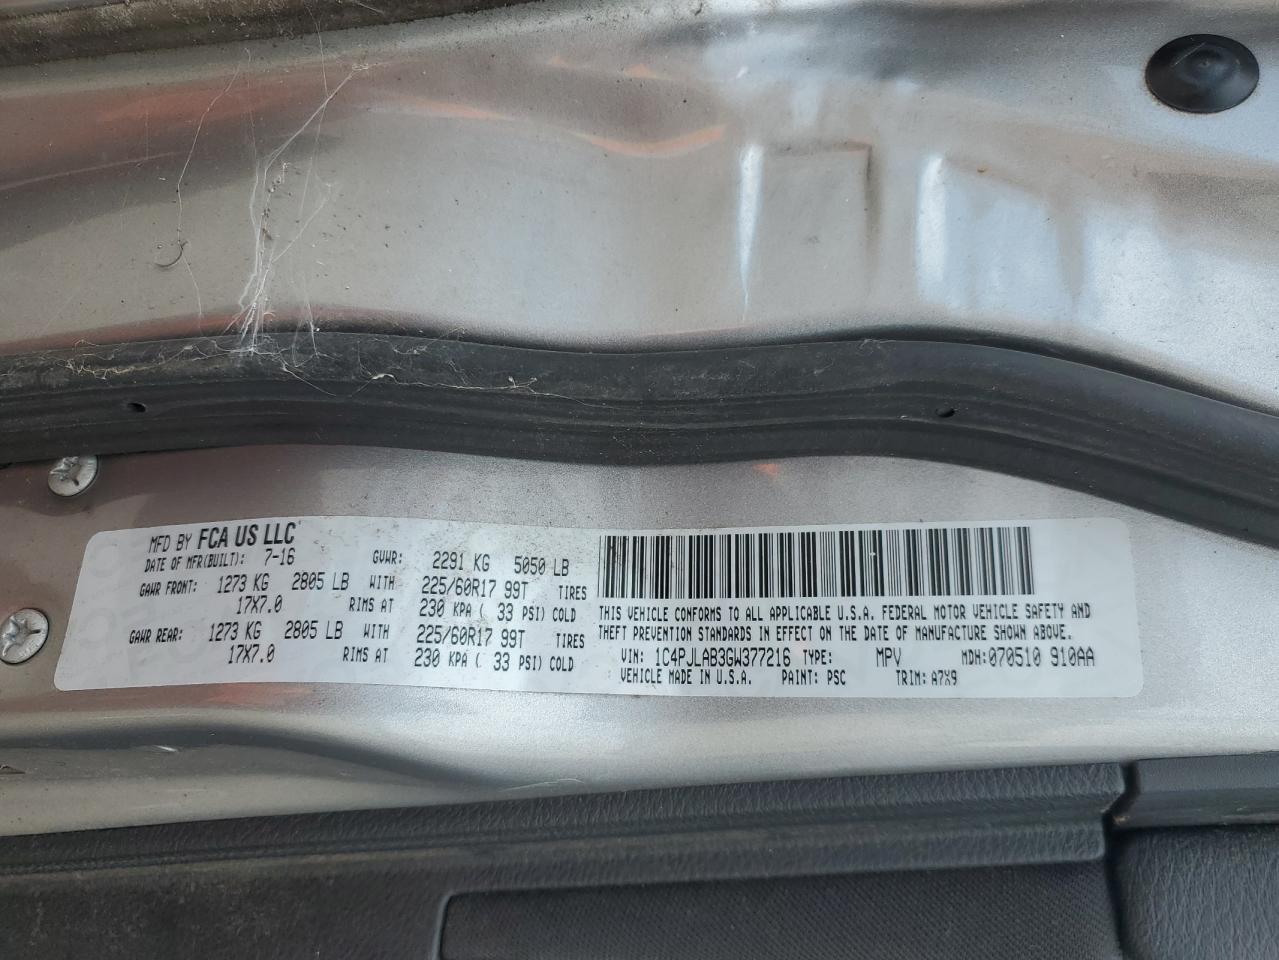 MFD BY FCA US LLC
DATE OF MFR(BUILT): 7-16 GVWR: 2291 KG 5050 LB
GAWR FRONT: 1273 KG 2805 LB WITH 225/60R17 99T TIRES
17X7.0 RIMS AT 230 KPA ( 33 PSI) COLD
GAWR REAR: 1273 KG 2805 LB WITH 225/60R17 99T TIRES
17X7.0 RIMS AT 230 KPA ( 33 PSI) COLD
THIS VEHICLE CONFORMS TO ALL APPLICABLE U.S.A. FEDERAL MOTOR VEHICLE SAFETY AND
THEFT PREVENTION STANDARDS IN EFFECT ON THE DATE OF MANUFACTURE SHOWN ABOVE.
VIN: 1C4PJLAB3GW377216 TYPE: MPV MDH: 070510 910AA
VEHICLE MADE IN U.S.A. PAINT: PSC TRIM: A7X9